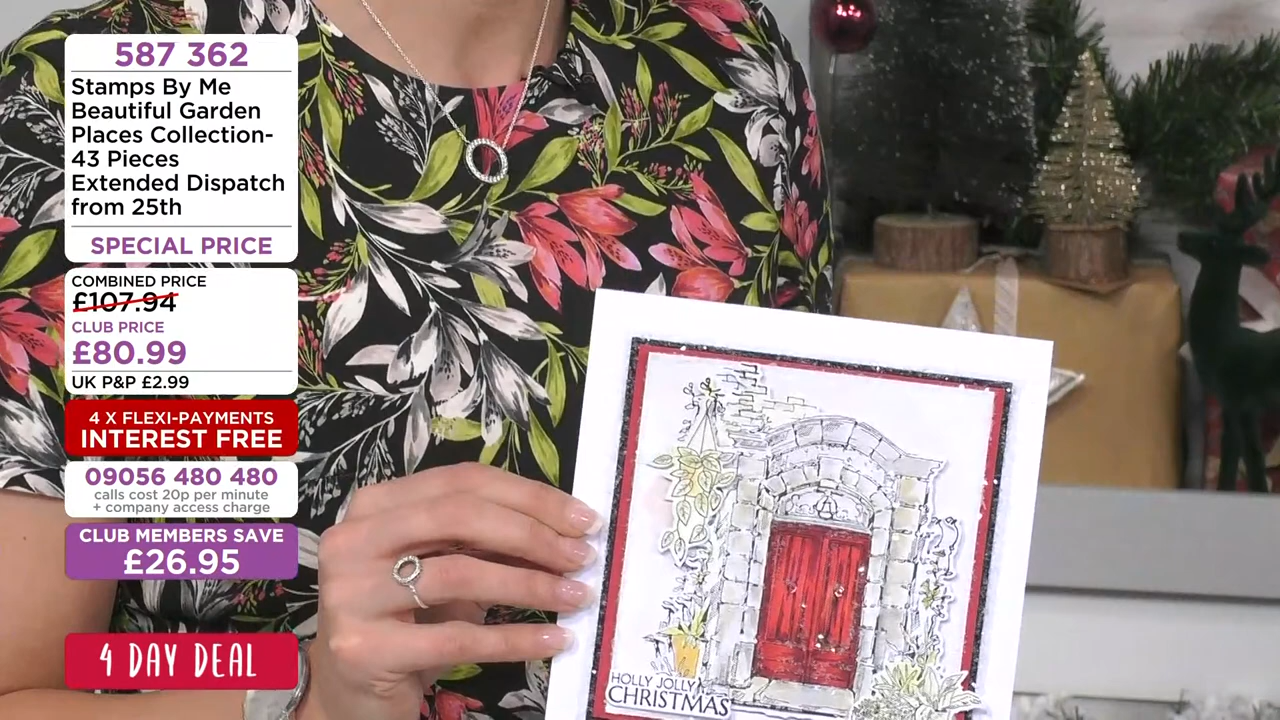 587 362
Stamps By Me
Beautiful Garden
Places Collection-
43 Pieces
Extended Dispatch
from 25th
SPECIAL PRICE
COMBINED PRICE
£107.94
CLUB PRICE
£80.99
UK P&P £2.99
4 X FLEXI-PAYMENTS
INTEREST FREE
09056 480 480
calls cost 20p per minute
+ company access charge
CLUB MEMBERS SAVE
£26.95
4 DAY DEAL
HOLLY JOLLY
CHRISTMAS